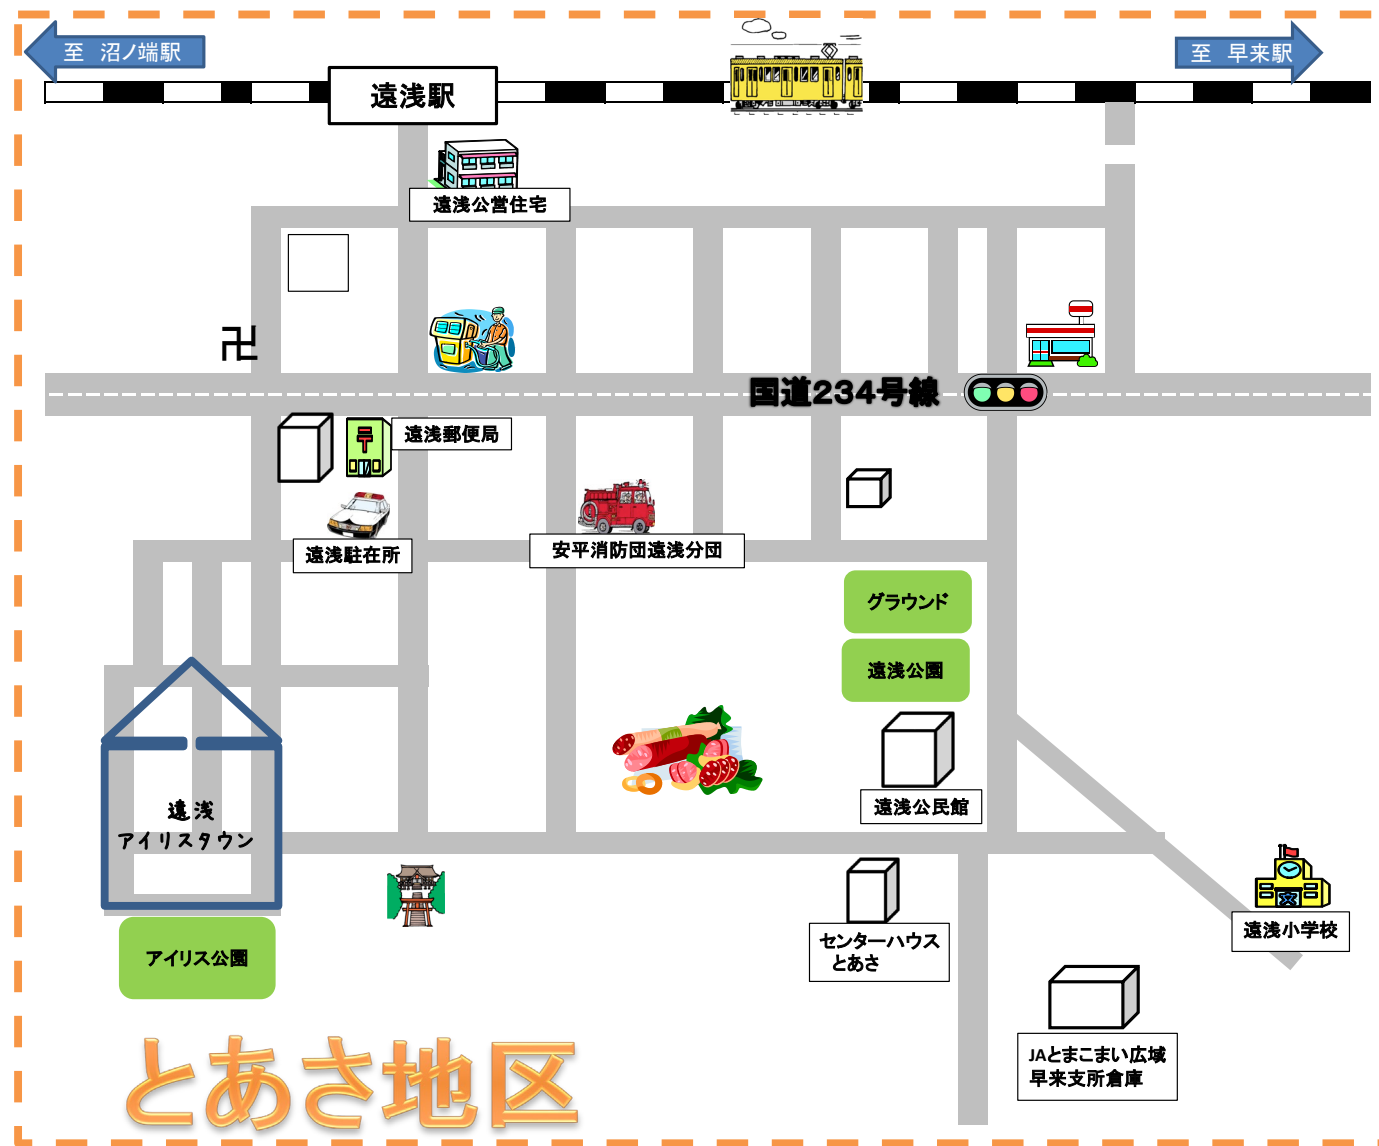 至 沼ノ端駅
至 早来駅
遠浅駅
遠浅公営住宅
卍
国道234号線
遠浅郵便局
遠浅駐在所
安平消防団遠浅分団
グラウンド
遠浅公園
遠浅公民館
遠浅
アイリスタウン
遠浅小学校
センターハウス
とあさ
アイリス公園
JAとまこまい広域
早来支所倉庫
とあさ地区